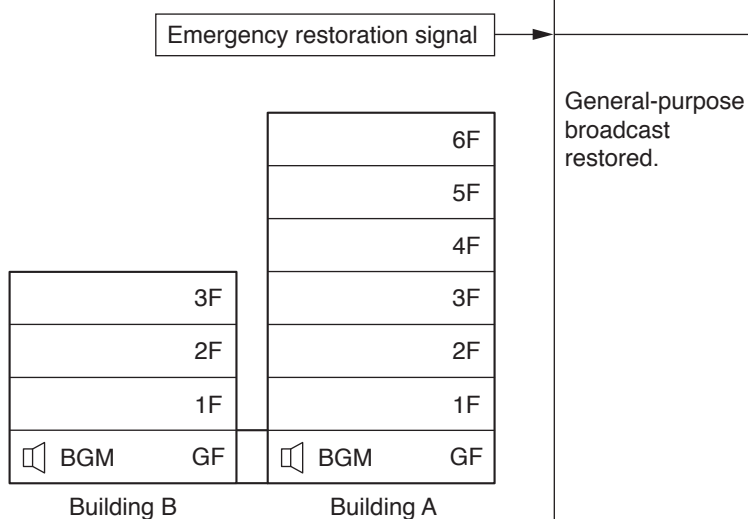 Emergency restoration signal
General-purpose
broadcast
restored.
6F
5F
4F
3F 3F
2F 2F
1F 1F
BGM GF BGM GF
Building B Building A